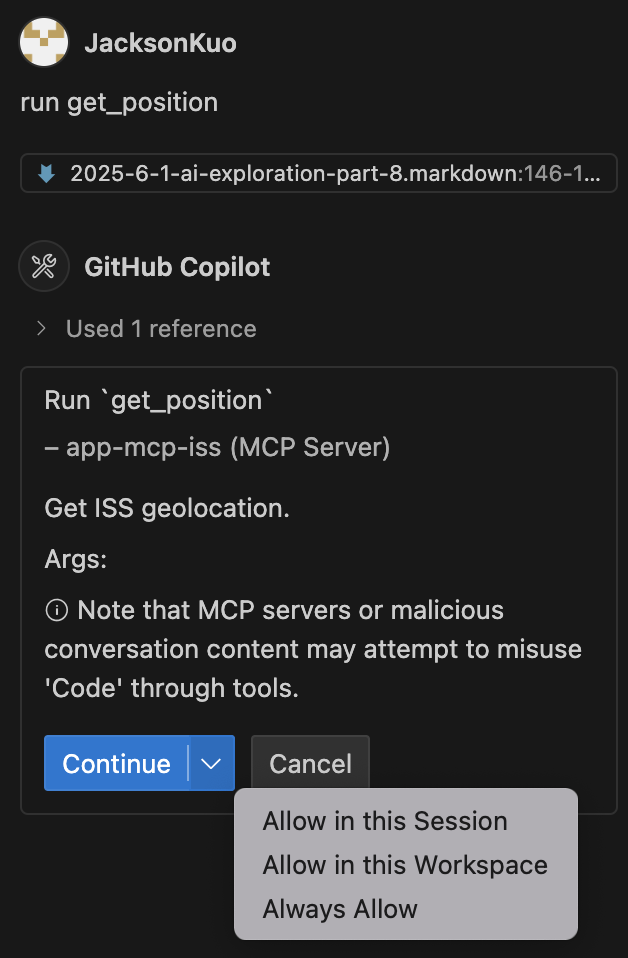 JacksonKuo
run get_position
2025-6-1-ai-exploration-part-8.markdown:146-1...
GitHub Copilot
Used 1 reference
Run `get_position`
– app-mcp-iss (MCP Server)
Get ISS geolocation.
Args:
Note that MCP servers or malicious
conversation content may attempt to misuse
'Code' through tools.
Continue
Cancel
Allow in this Session
Allow in this Workspace
Always Allow